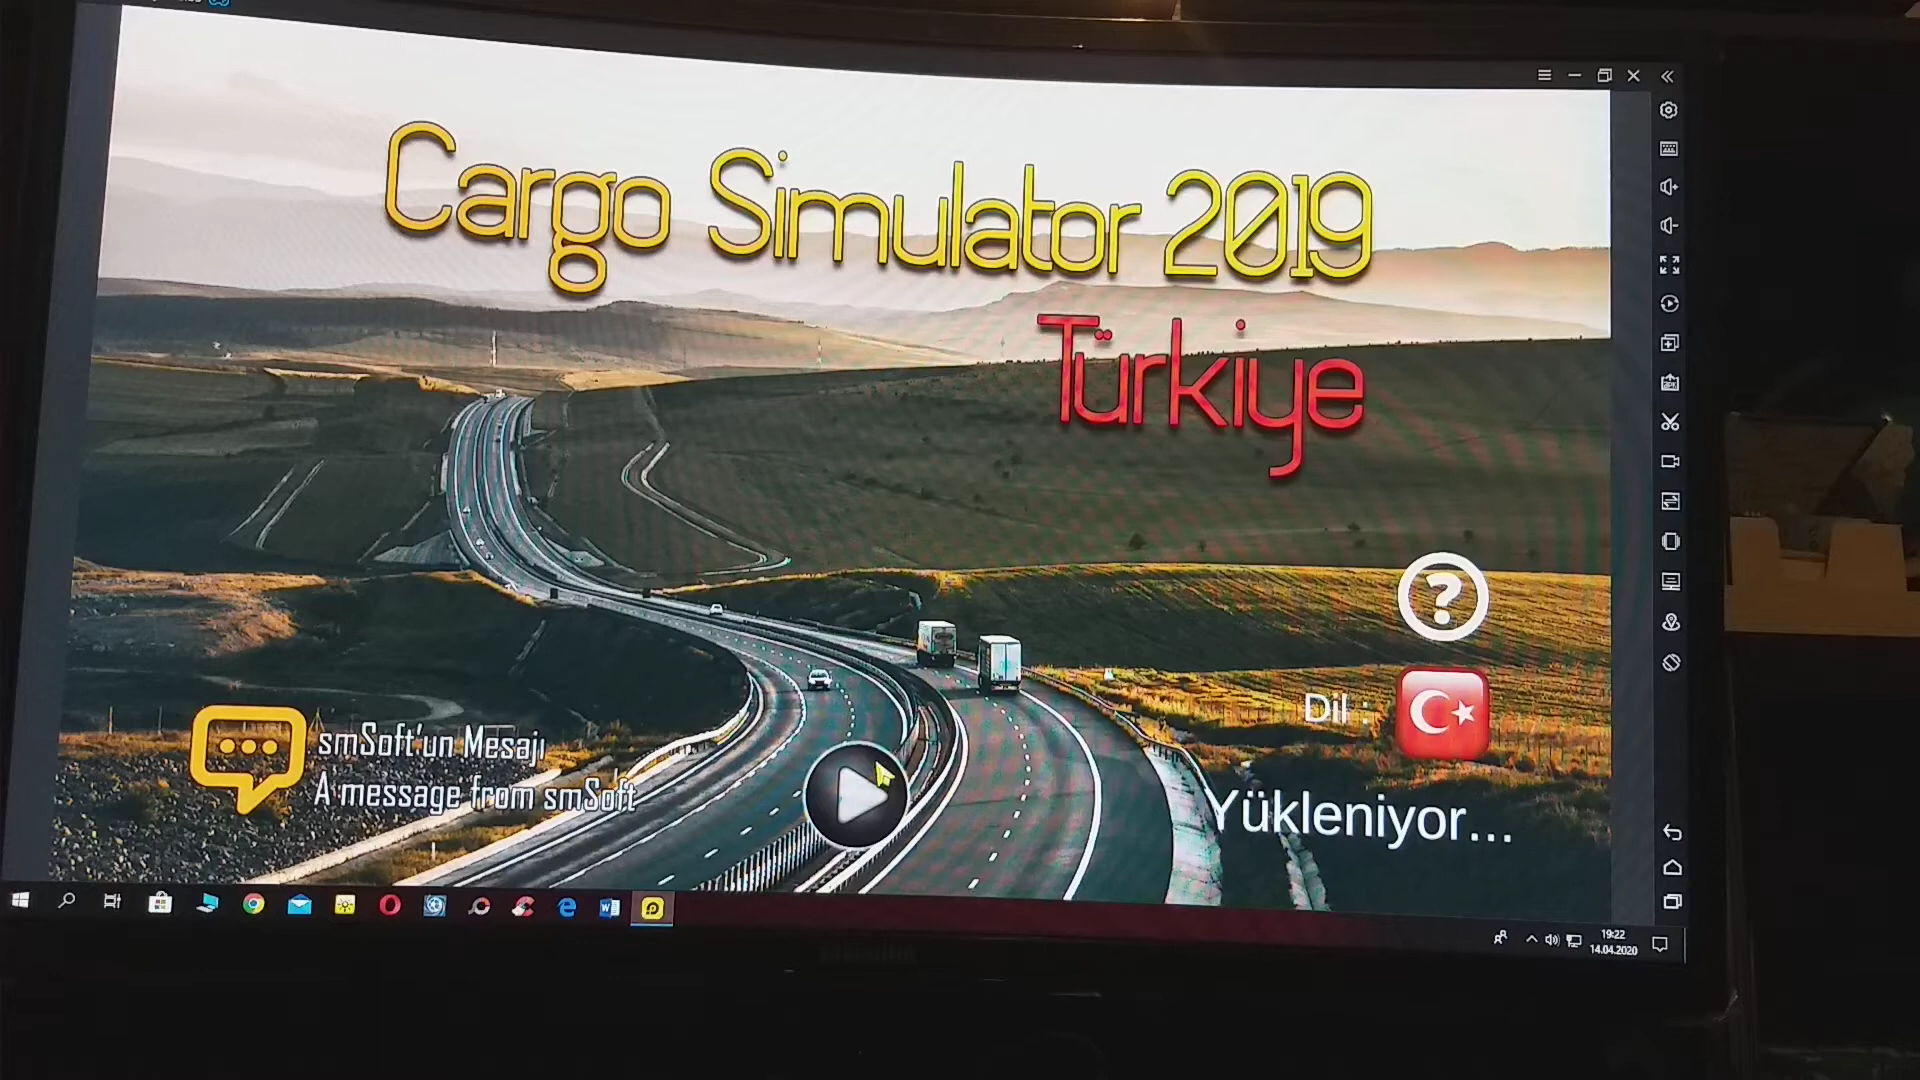 Cargo Simulator 2019
Türkiye
?
Dil :
smSoft'un Mesajı
A message from smSoft
Yükleniyor...
19:22
14.04.2020